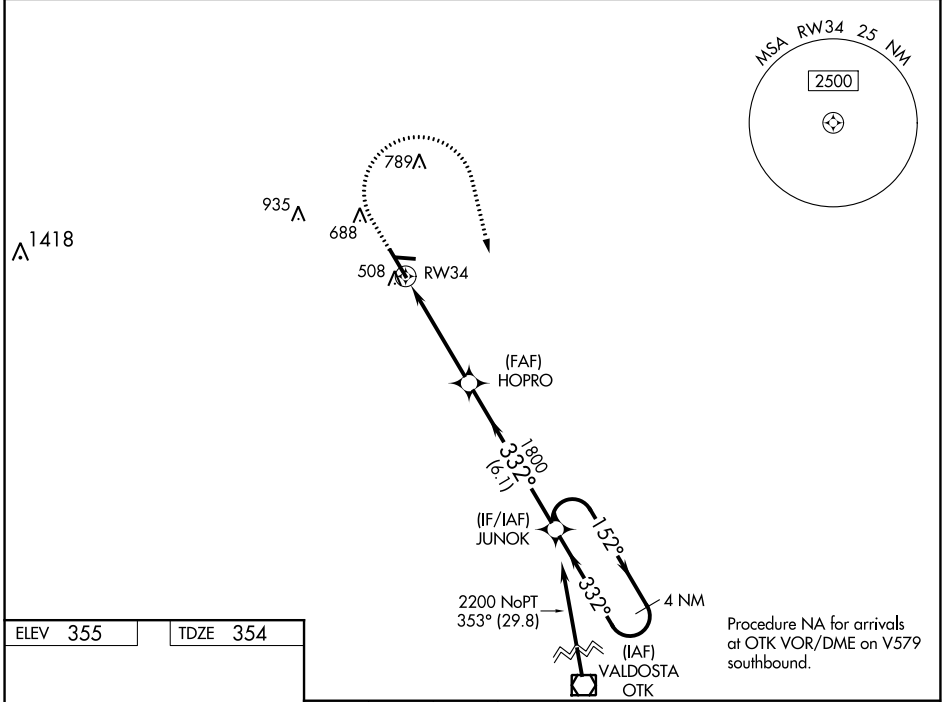 MSA RW34 25 NM
2500
789
935
688
1418
508
RW34
(FAF)
HOPRO
1800
332°
(6.1)
(IF/IAF)
JUNOK
152°
332°
4 NM
2200 NoPT
353° (29.8)
(IAF)
VALDOSTA
OTK
Procedure NA for arrivals
at OTK VOR/DME on V579
southbound.
ELEV 355
TDZE 354